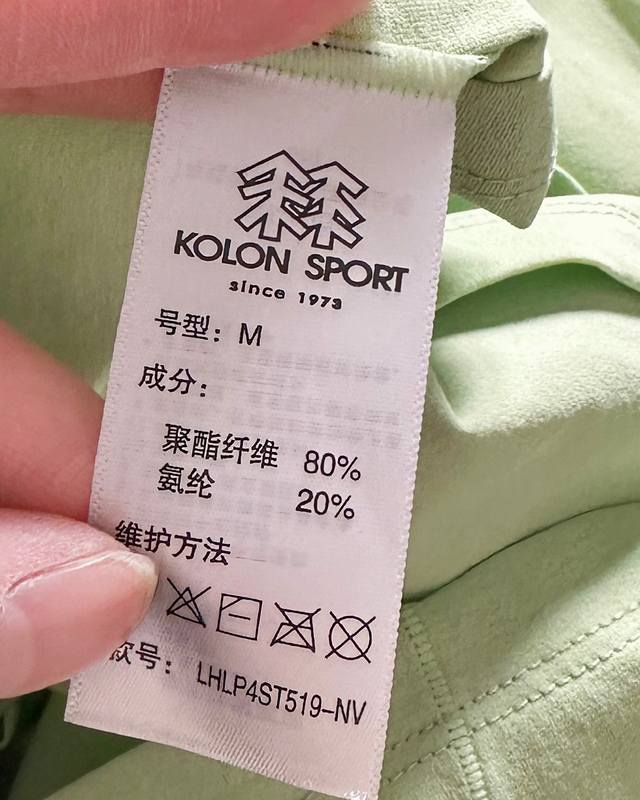 KOLON SPORT
since 1973
号型：M
成分：
聚酯纤维 80%
氨纶 20%
维护方法
款号：LHLP4ST519-NV